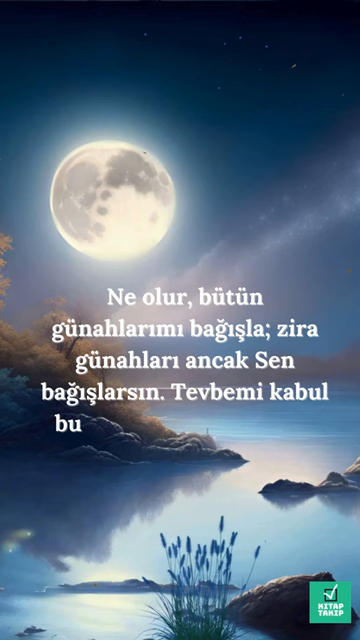 Ne olur, bütün
günahlarımı bağışla; zira
günahları ancak Sen
bağışlarsın. Tevbemi kabul
bu
KITAP
TAKIP